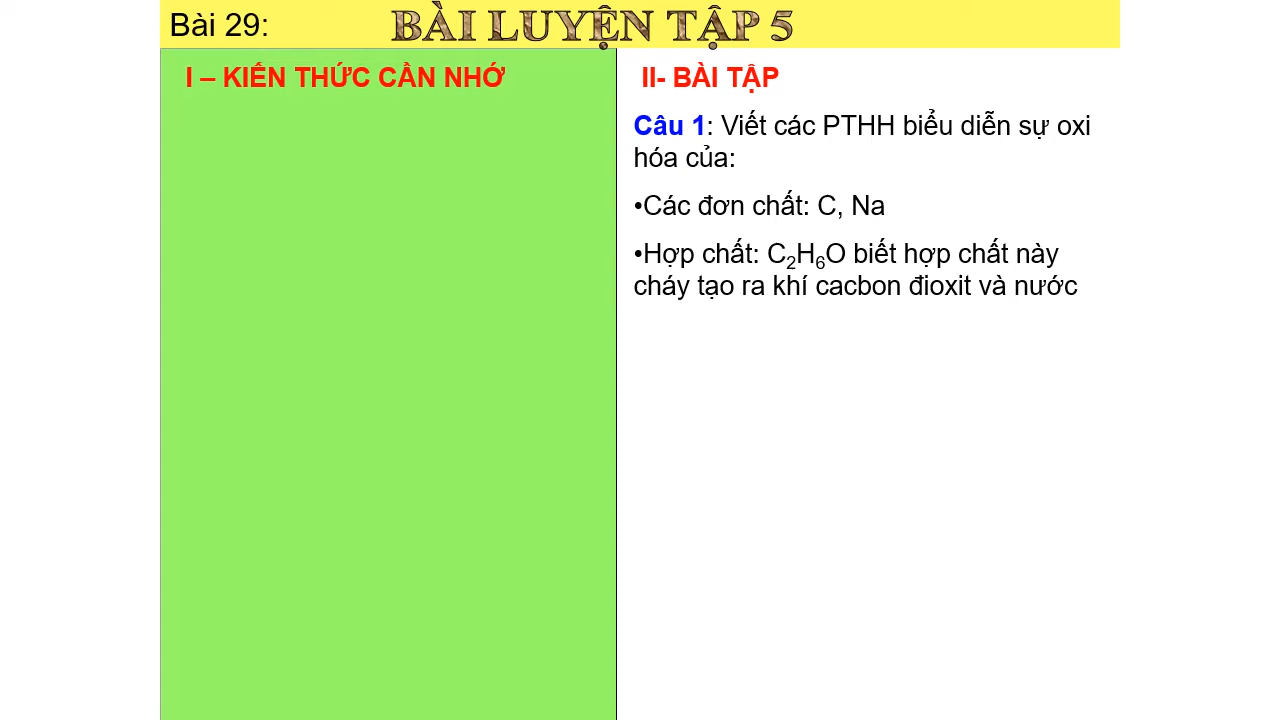 Bài 29:
BÀI LUYỆN TẬP 5
I – KIẾN THỨC CẦN NHỚ
II- BÀI TẬP
Câu 1: Viết các PTHH biểu diễn sự oxi
hóa của:
•Các đơn chất: C, Na
•Hợp chất: C₂H₆O biết hợp chất này
cháy tạo ra khí cacbon đioxit và nước